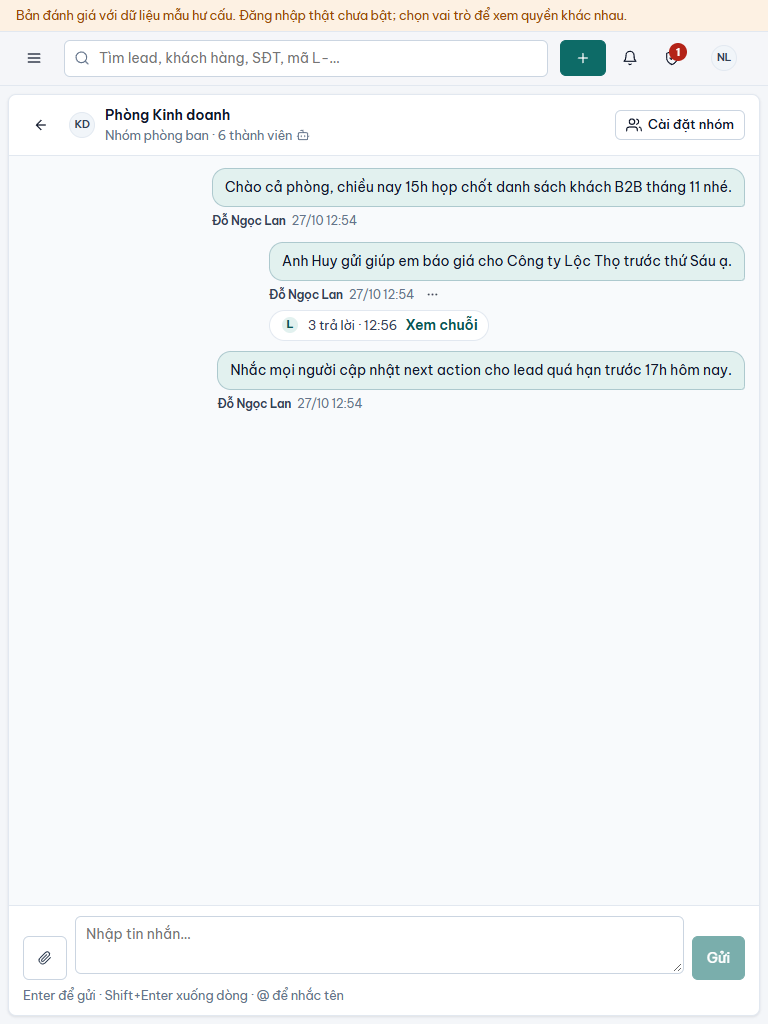 Bản đánh giá với dữ liệu mẫu hư cấu. Đăng nhập thật chưa bật; chọn vai trò để xem quyền khác nhau.
Tìm lead, khách hàng, SĐT, mã L-...
1
NL
KD
Phòng Kinh doanh
Nhóm phòng ban · 6 thành viên
Cài đặt nhóm
Chào cả phòng, chiều nay 15h họp chốt danh sách khách B2B tháng 11 nhé.
Đỗ Ngọc Lan 27/10 12:54
Anh Huy gửi giúp em báo giá cho Công ty Lộc Thọ trước thứ Sáu ạ.
Đỗ Ngọc Lan 27/10 12:54 ...
L 3 trả lời · 12:56 Xem chuỗi
Nhắc mọi người cập nhật next action cho lead quá hạn trước 17h hôm nay.
Đỗ Ngọc Lan 27/10 12:54
Nhập tin nhắn...
Gửi
Enter để gửi · Shift+Enter xuống dòng · @ để nhắc tên